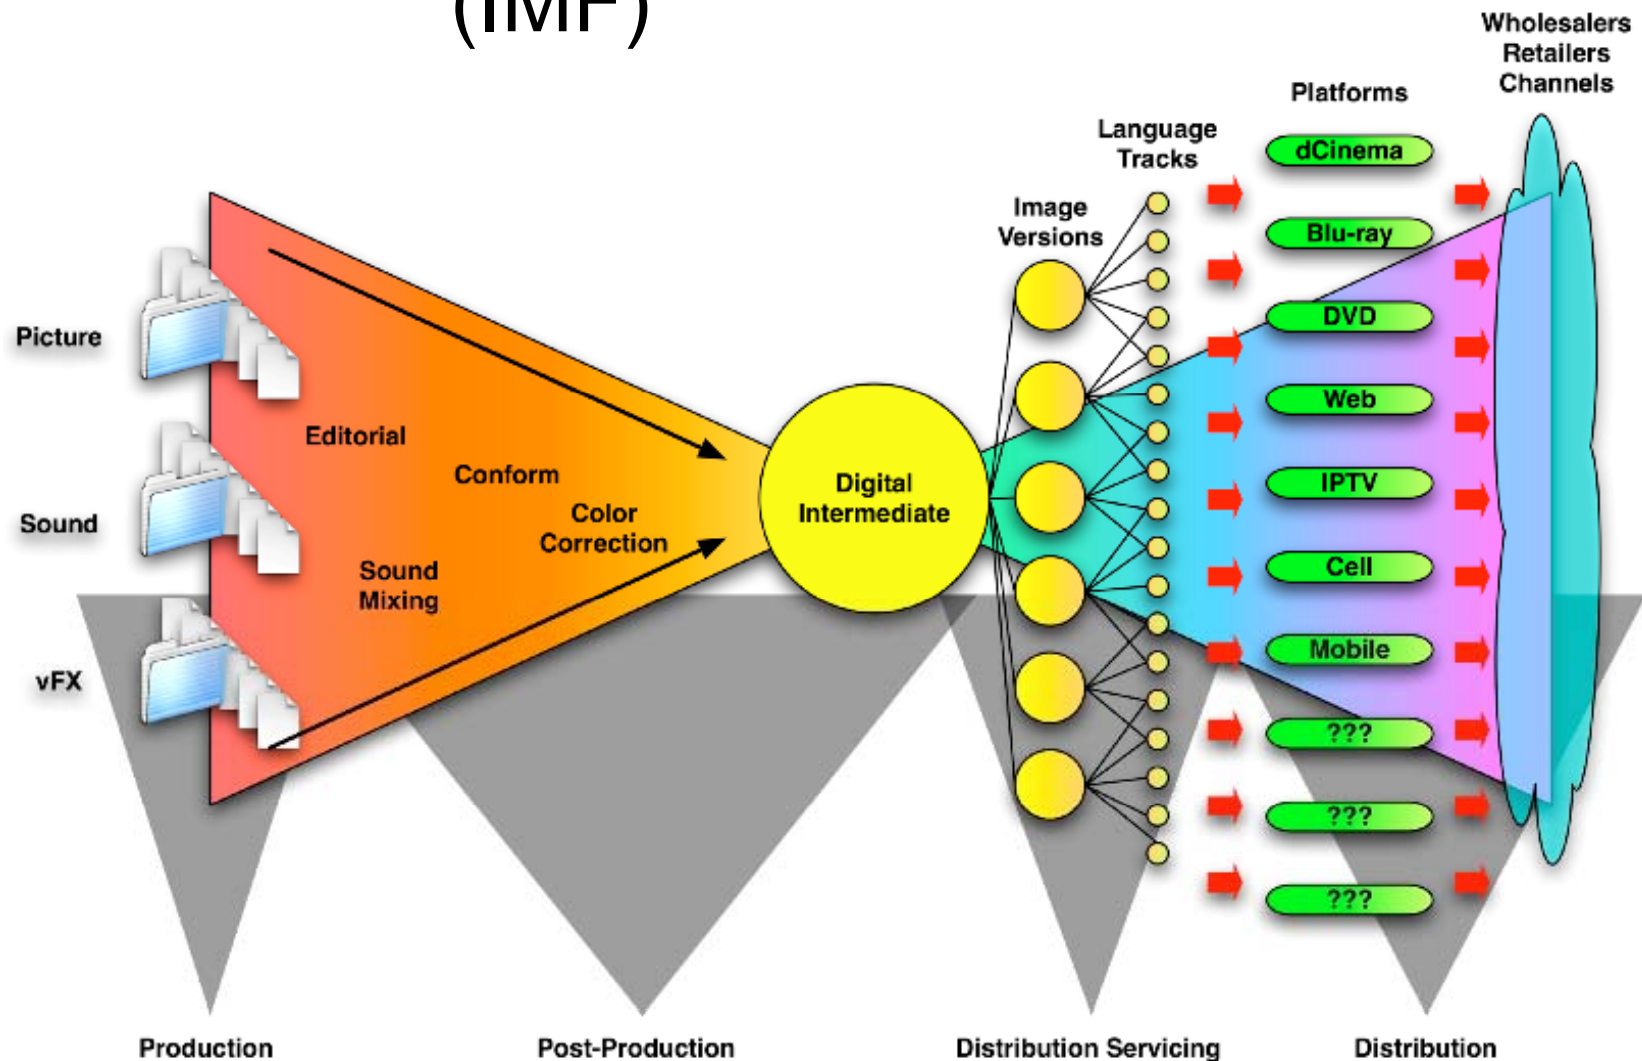 (IMF)
Wholesalers
Retailers
Channels
Platforms
Language
Tracks
Image
Versions
dCinema
Blu-ray
DVD
Web
IPTV
Cell
Mobile
???
???
???
Picture
Sound
vFX
Editorial
Conform
Color
Correction
Sound
Mixing
Digital
Intermediate
Production
Post-Production
Distribution Servicing
Distribution